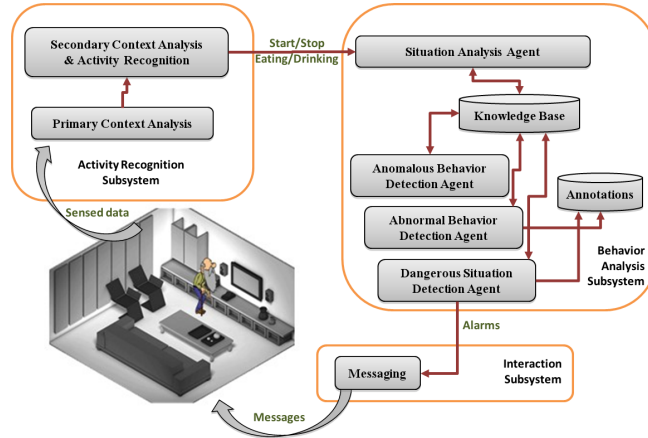 Secondary Context Analysis
& Activity Recognition
Primary Context Analysis
Activity Recognition
Subsystem
Sensed data
Start/Stop
Eating/Drinking
Situation Analysis Agent
Knowledge Base
Anomalous Behavior
Detection Agent
Annotations
Abnormal Behavior
Detection Agent
Dangerous Situation
Detection Agent
Behavior
Analysis
Subsystem
Alarms
Messaging
Interaction
Subsystem
Messages